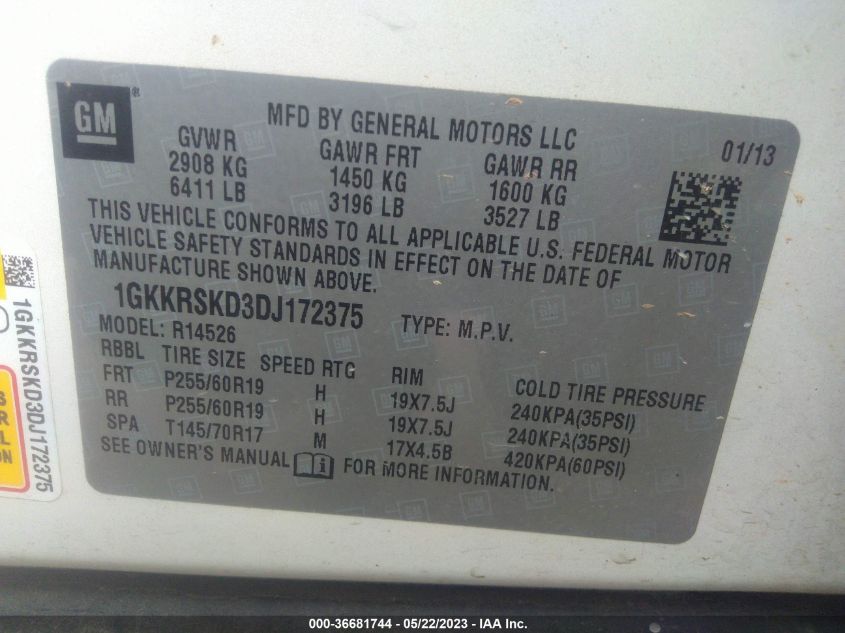 GM
MFD BY GENERAL MOTORS LLC
01/13
GVWR GAWR FRT GAWR RR
2908 KG 1450 KG 1600 KG
6411 LB 3196 LB 3527 LB
THIS VEHICLE CONFORMS TO ALL APPLICABLE U.S. FEDERAL MOTOR
VEHICLE SAFETY STANDARDS IN EFFECT ON THE DATE OF
MANUFACTURE SHOWN ABOVE.
1GKKRSKD3DJ172375 TYPE: M.P.V.
MODEL: R14526
RBBL TIRE SIZE SPEED RTG RIM COLD TIRE PRESSURE
FRT P255/60R19 H 19X7.5J 240KPA(35PSI)
RR P255/60R19 H 19X7.5J 240KPA(35PSI)
SPA T145/70R17 M 17X4.5B 420KPA(60PSI)
SEE OWNER'S MANUAL FOR MORE INFORMATION.
1GKKRSKD3DJ172375
S
R
L
ON
000-36681744 - 05/22/2023 - IAA Inc.